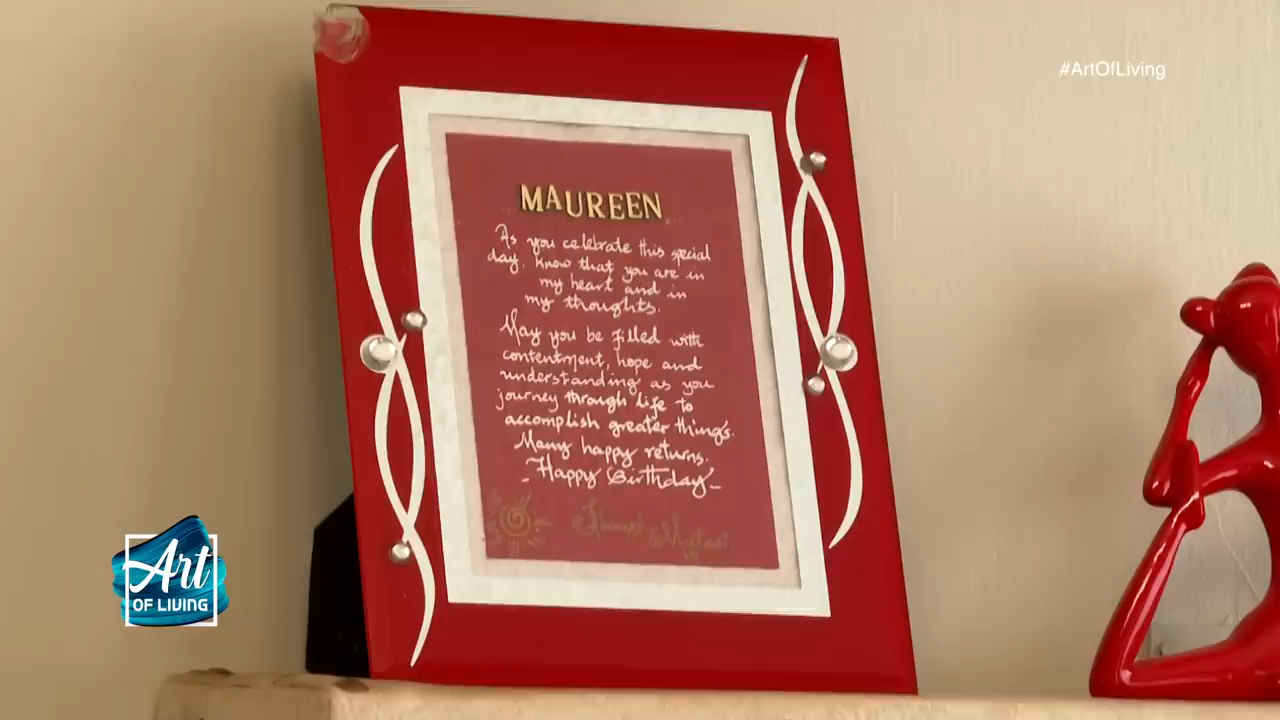 #ArtOfLiving
MAUREEN
As you celebrate this special
day, know that you are in
my heart and in
my thoughts.
May you be filled with
contentment, hope and
understanding as you
journey through life to
accomplish greater things.
Many happy returns.
-Happy Birthday-
Art
OF LIVING